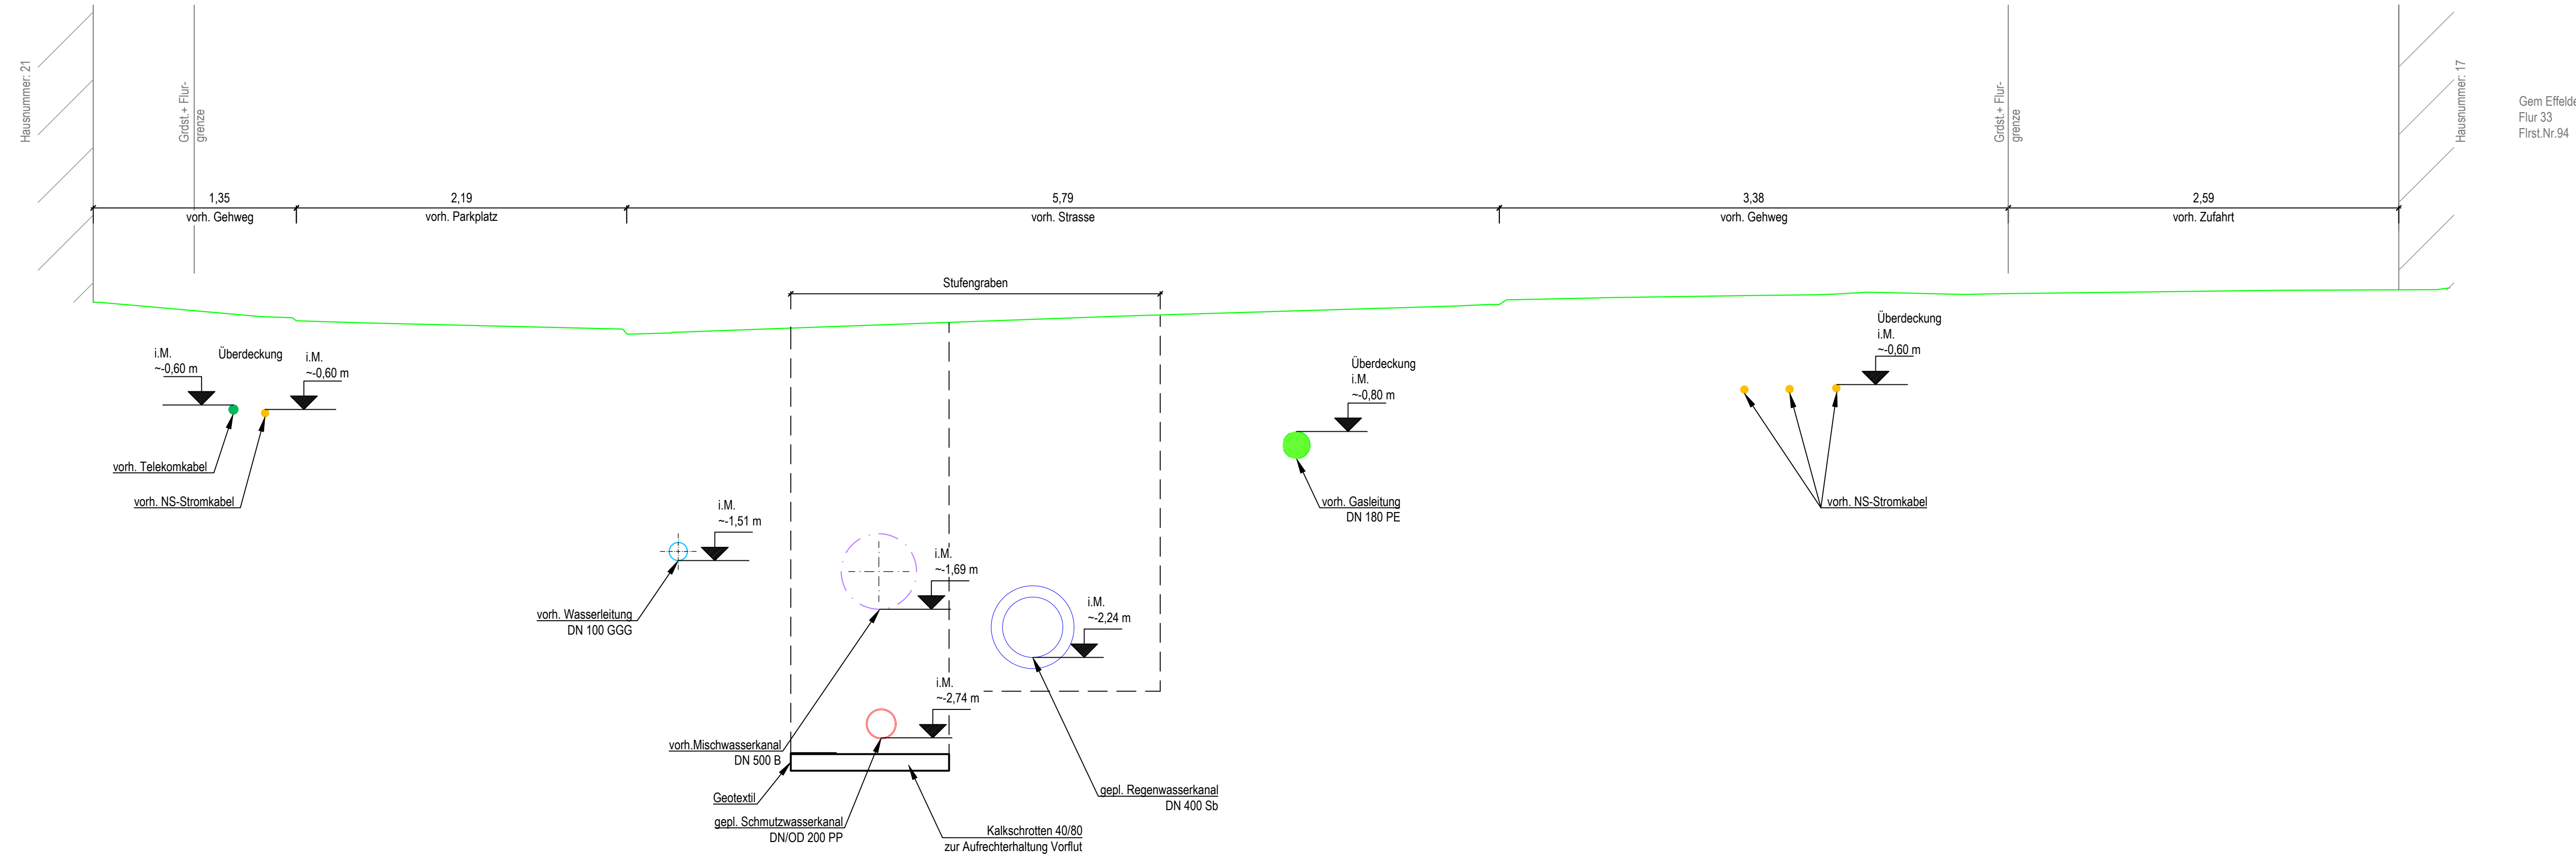 Hausnummer: 21
Grdst.+ Flur-
grenze
Grdst.+ Flur-
grenze
Hausnummer: 17
Flur 33
Flrst.Nr.94
Gem
1,35
vorh. Gehweg
2,19
vorh. Parkplatz
5,79
vorh. Strasse
3,38
vorh. Gehweg
2,59
vorh. Zufahrt
Stufengraben
i.M.
~-0,60 m
Überdeckung
i.M.
~-0,60 m
vorh. Telekomkabel
vorh. NS-Stromkabel
Überdeckung
i.M.
~-0,80 m
vorh. Gasleitung
DN 180 PE
Überdeckung
i.M.
~-0,60 m
vorh. NS-Stromkabel
i.M.
~-1,51 m
vorh. Wasserleitung
DN 100 GGG
i.M.
~-1,69 m
i.M.
~-2,24 m
i.M.
~-2,74 m
vorh.Mischwasserkanal
DN 500 B
Geotextil
gepl. Schmutzwasserkanal
DN/OD 200 PP
Kalkschrotten 40/80
zur Aufrechterhaltung Vorflut
gepl. Regenwasserkanal
DN 400 Sb